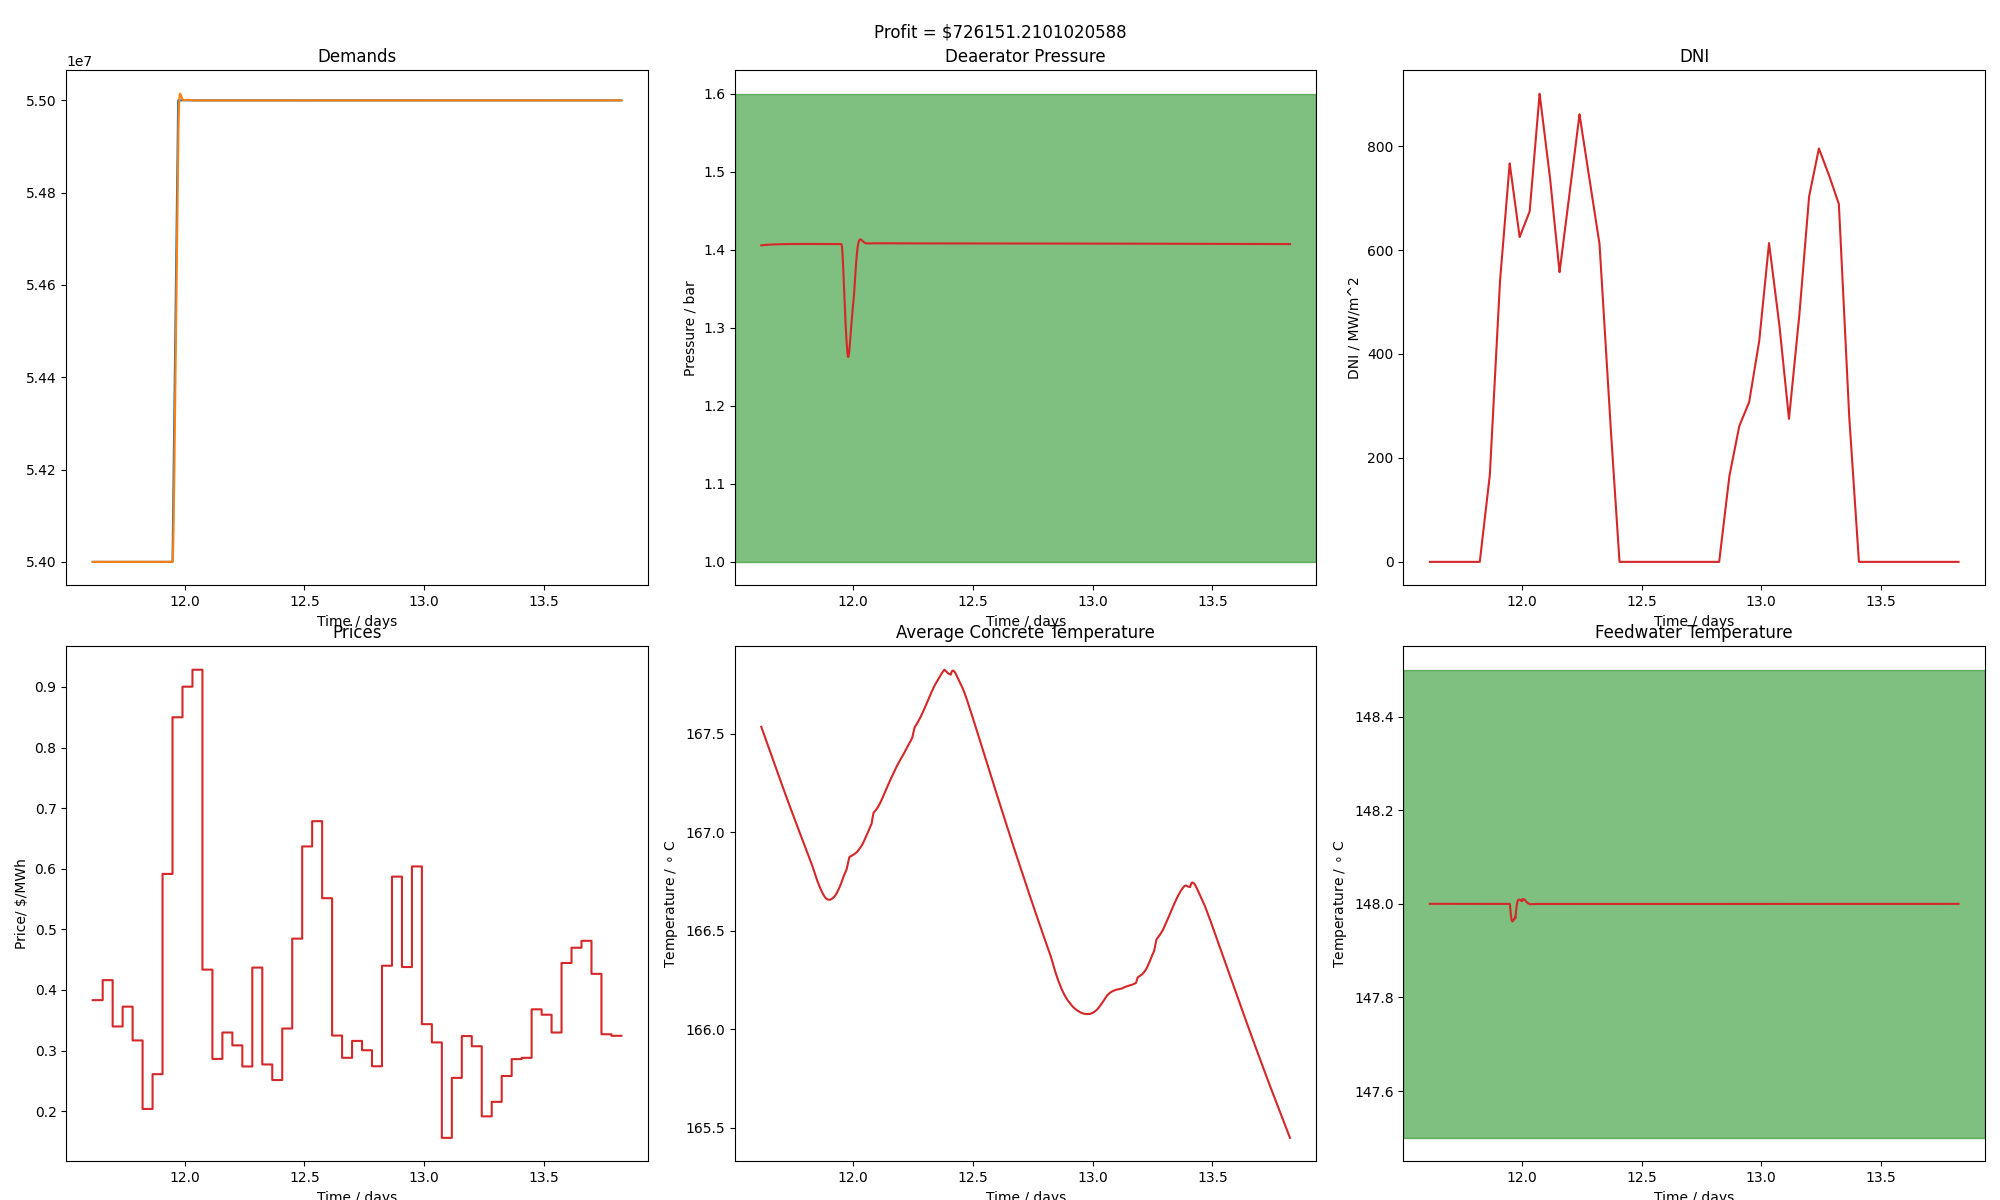 Profit = $726151.2101020588
Demands
1e7
5.50
5.48
5.46
5.44
5.42
5.40
12.0 12.5 13.0 13.5
Time / days
Deaerator Pressure
Pressure / bar
1.6
1.5
1.4
1.3
1.2
1.1
1.0
12.0 12.5 13.0 13.5
Time / days
DNI
DNI / MW/m^2
800
600
400
200
0
12.0 12.5 13.0 13.5
Time / days
Prices
Price/ $/MWh
0.9
0.8
0.7
0.6
0.5
0.4
0.3
0.2
12.0 12.5 13.0 13.5
Time / days
Average Concrete Temperature
Temperature / ∘ C
167.5
167.0
166.5
166.0
165.5
12.0 12.5 13.0 13.5
Time / days
Feedwater Temperature
Temperature / ∘ C
148.4
148.2
148.0
147.8
147.6
12.0 12.5 13.0 13.5
Time / days